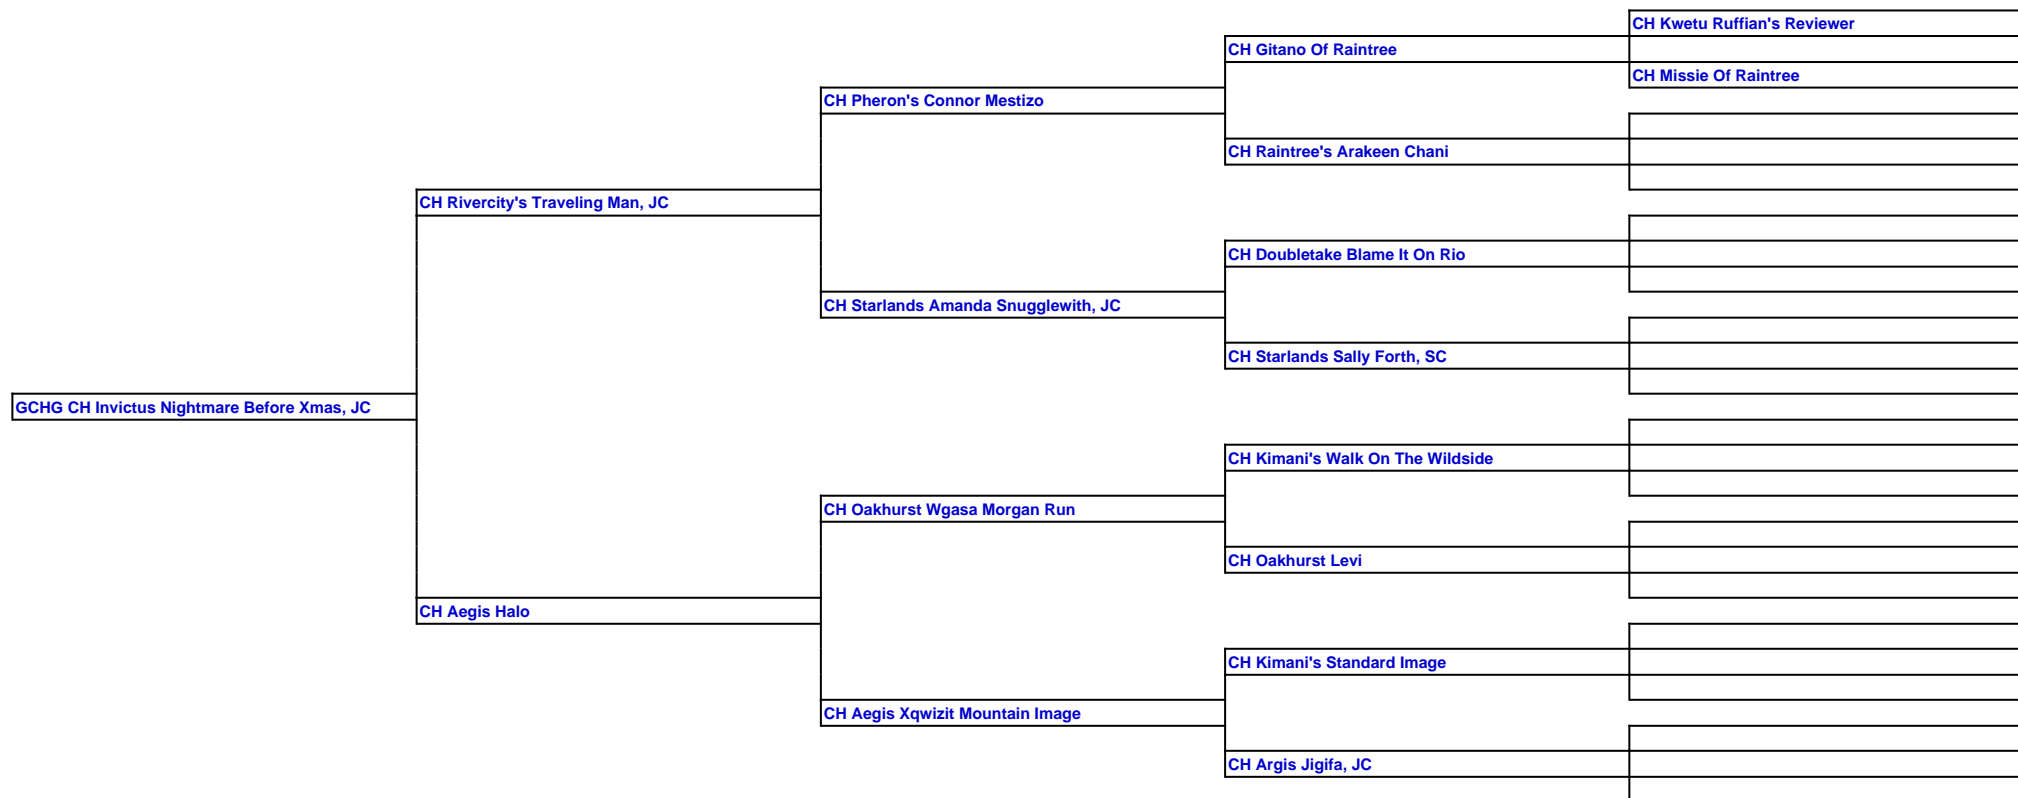 CH Kwetu Ruffian's Reviewer
CH Gitano Of Raintree
CH Missie Of Raintree
CH Pheron's Connor Mestizo
CH Raintree's Arakeen Chani
CH Rivercity's Traveling Man, JC
CH Doubletake Blame It On Rio
CH Starlands Amanda Snugglewith, JC
CH Starlands Sally Forth, SC
GCHG CH Invictus Nightmare Before Xmas, JC
CH Kimani's Walk On The Wildside
CH Oakhurst Wgasa Morgan Run
CH Oakhurst Levi
CH Aegis Halo
CH Kimani's Standard Image
CH Aegis Xqwizit Mountain Image
CH Argis Jigifa, JC